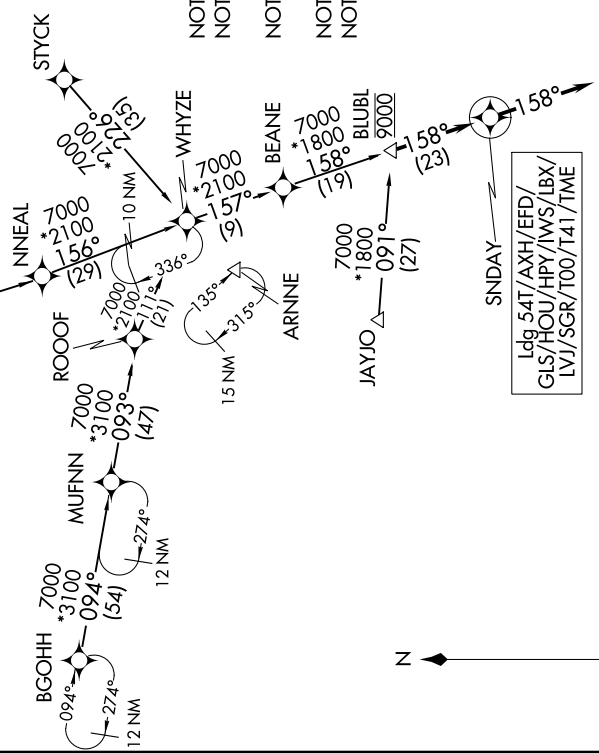 STYCK
7000
*2100
226°
(35)
NNEAL
7000
*2100
156°
(29)
WHYZE
10 NM
336°
7000
*2100
157°
(9)
ROOOF
7000
*2100
111°
(21)
BEANE
7000
*1800
158°
(19)
BLUBL
9000
158°
(23)
158°
SNDAY
135°
315°
15 NM
ARNNE
JAYJO
7000
*1800
091°
(27)
7000
*3100
093°
(47)
MUFNN
274°
12 NM
7000
*3100
094°
(54)
BGOHH
094°
274°
12 NM
N
Ldg 54T/AXH/EFD/
GLS/HOU/HPY/IWS/LBX/
LVJ/SGR/T00/T41/TME
NOT
NOT
NOT
NOT
NOT